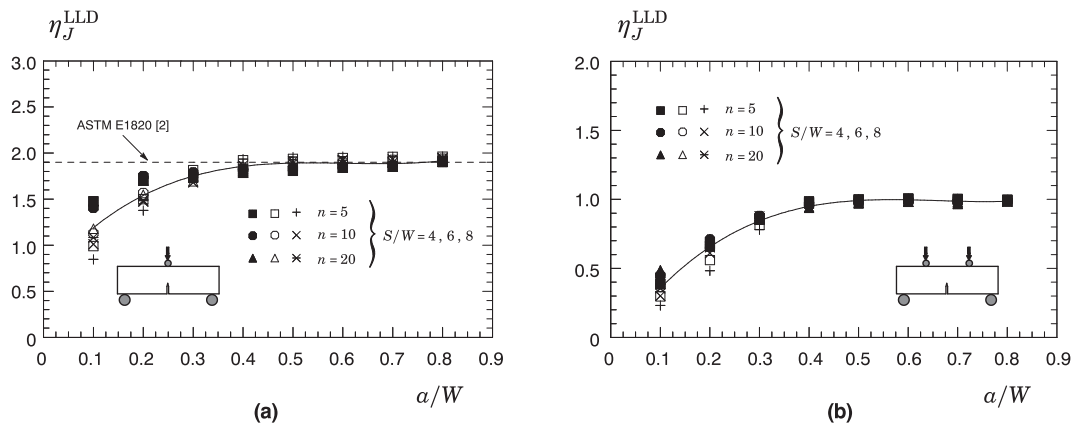 η_J^LLD
3.0
2.5
2.0
1.5
1.0
0.5
0
ASTM E1820 [2]
n = 5
n = 10
n = 20
S/W = 4 , 6 , 8
0 0.1 0.2 0.3 0.4 0.5 0.6 0.7 0.8 0.9
a/W
(a)
η_J^LLD
2.0
1.5
1.0
0.5
0
n = 5
n = 10
n = 20
S/W = 4 , 6 , 8
0 0.1 0.2 0.3 0.4 0.5 0.6 0.7 0.8 0.9
a/W
(b)